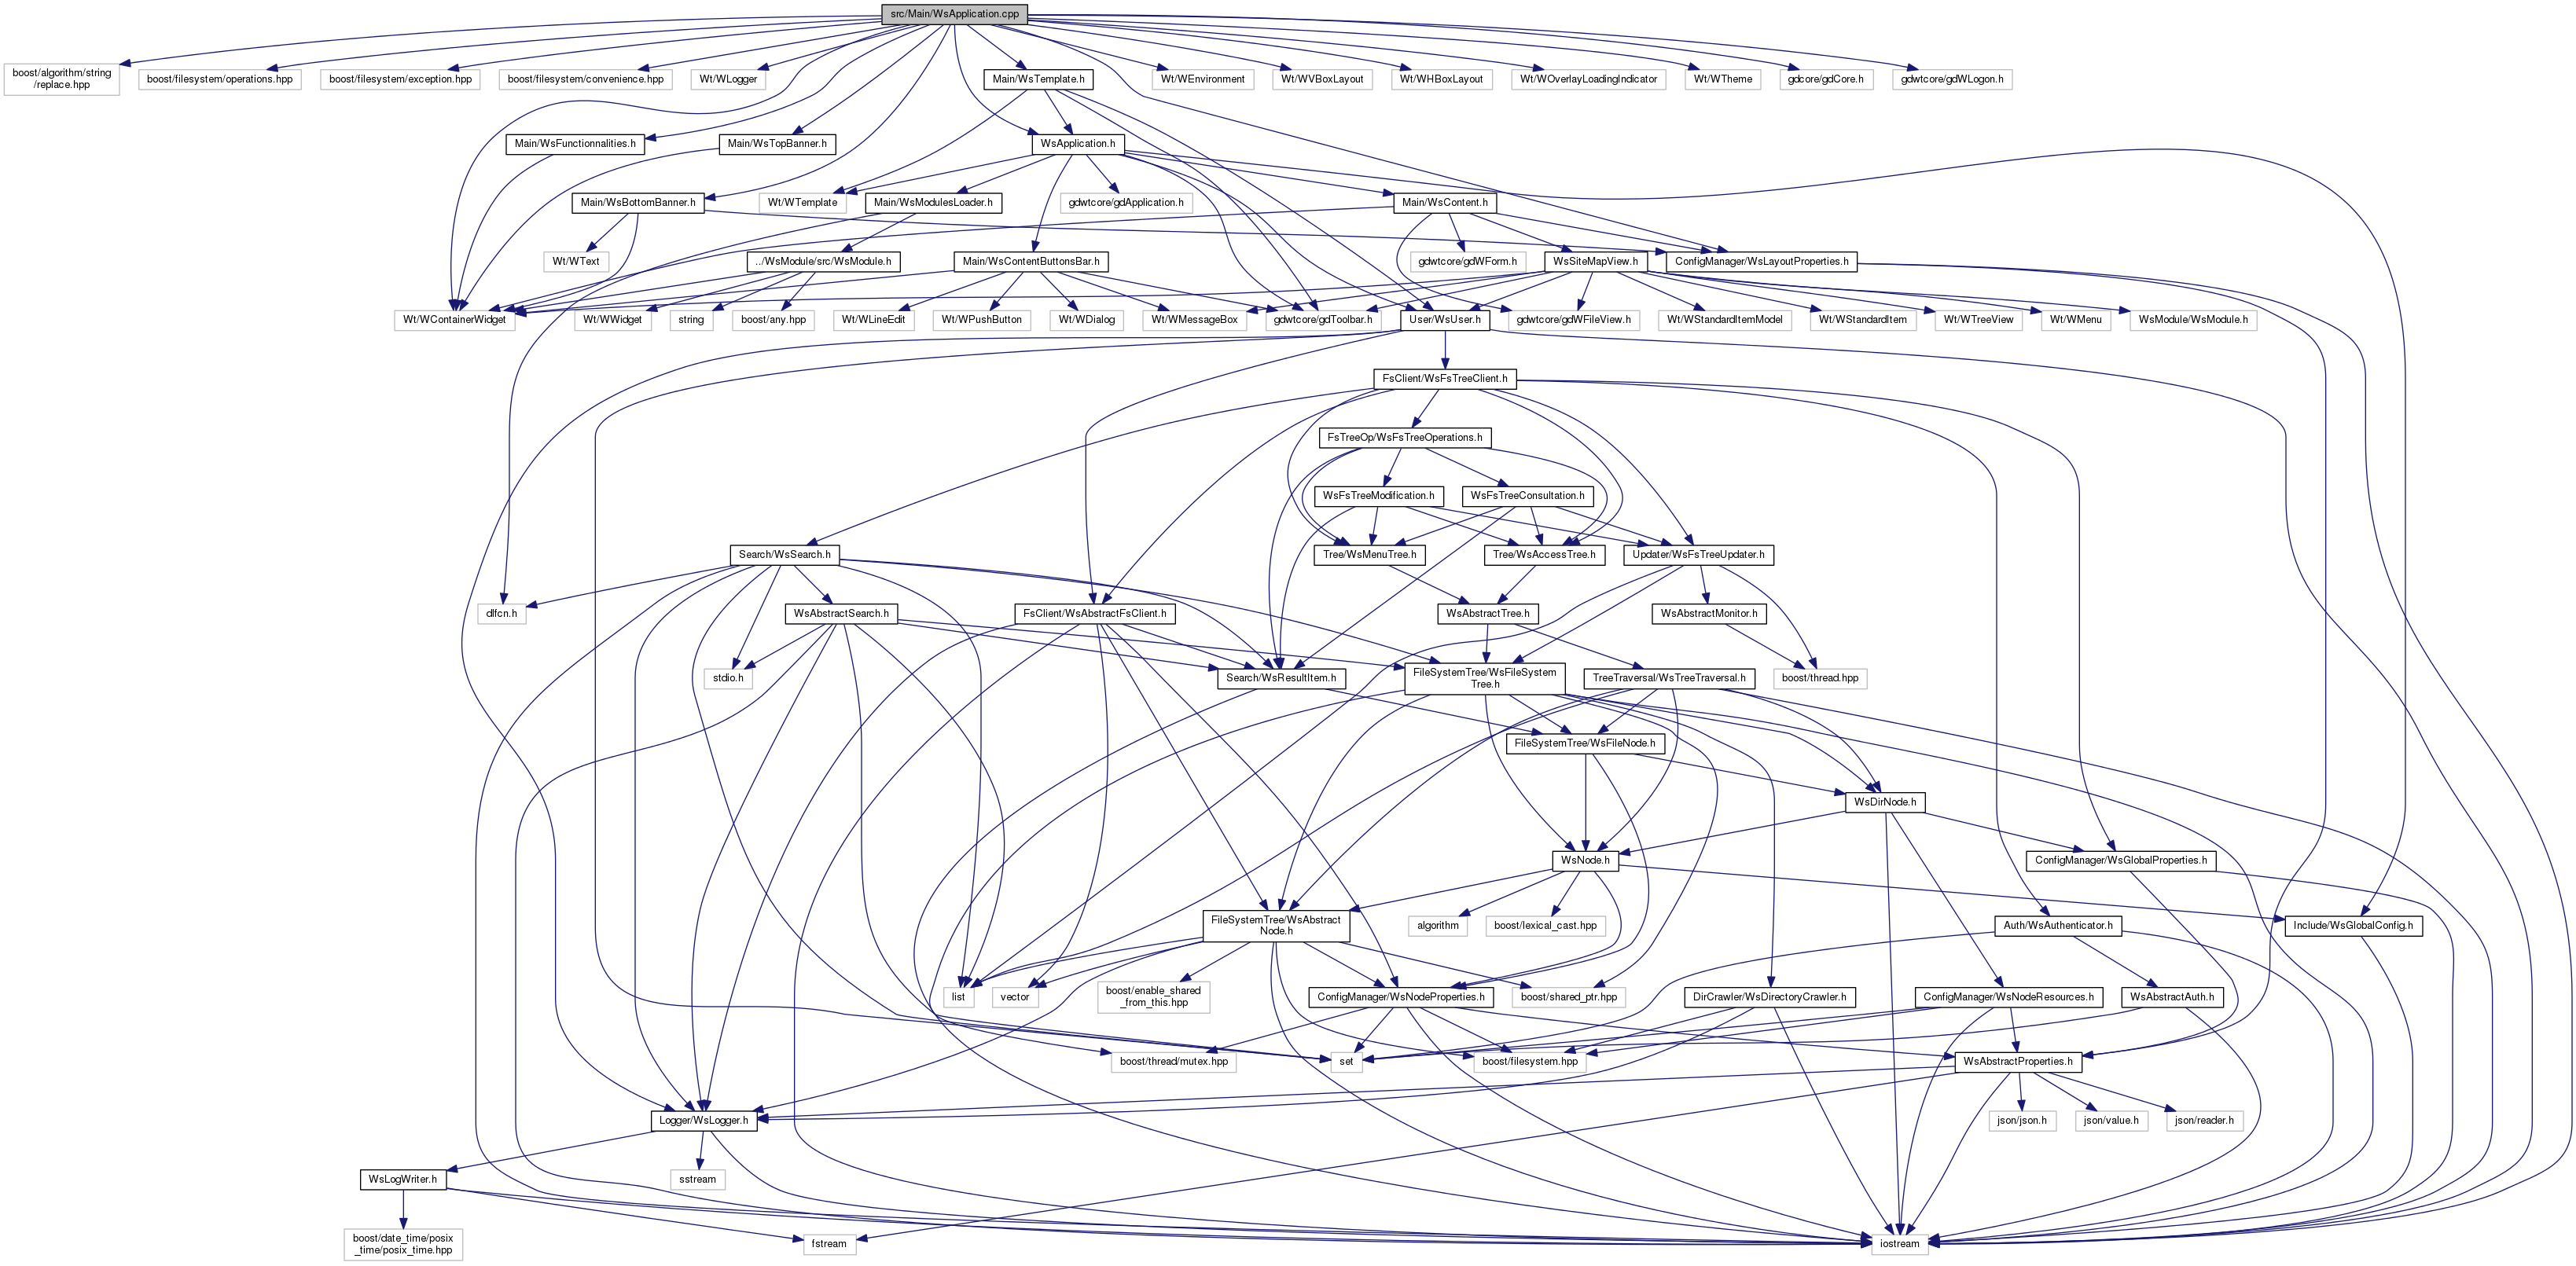 src/Main/WsApplication.cpp
boost/algorithm/string
/replace.hpp
boost/filesystem/operations.hpp
boost/filesystem/exception.hpp
boost/filesystem/convenience.hpp
Wt/WLogger
Main/WsTemplate.h
Wt/WEnvironment
Wt/WVBoxLayout
Wt/WHBoxLayout
Wt/WOverlayLoadingIndicator
Wt/WTheme
gdcore/gdCore.h
gdwtcore/gdWLogon.h
Main/WsFunctionnalities.h
Main/WsTopBanner.h
WsApplication.h
Main/WsBottomBanner.h
Wt/WTemplate
Main/WsModulesLoader.h
gdwtcore/gdApplication.h
Main/WsContent.h
Wt/WText
../WsModule/src/WsModule.h
Main/WsContentButtonsBar.h
gdwtcore/gdWForm.h
WsSiteMapView.h
ConfigManager/WsLayoutProperties.h
Wt/WContainerWidget
Wt/WWidget
string
boost/any.hpp
Wt/WLineEdit
Wt/WPushButton
Wt/WDialog
Wt/WMessageBox
gdwtcore/gdToolbar.h
User/WsUser.h
gdwtcore/gdWFileView.h
Wt/WStandardItemModel
Wt/WStandardItem
Wt/WTreeView
Wt/WMenu
WsModule/WsModule.h
FsClient/WsFsTreeClient.h
FsTreeOp/WsFsTreeOperations.h
WsFsTreeModification.h
WsFsTreeConsultation.h
Search/WsSearch.h
Tree/WsMenuTree.h
Tree/WsAccessTree.h
Updater/WsFsTreeUpdater.h
dlfcn.h
WsAbstractSearch.h
FsClient/WsAbstractFsClient.h
WsAbstractTree.h
WsAbstractMonitor.h
stdio.h
Search/WsResultItem.h
FileSystemTree/WsFileSystem
Tree.h
TreeTraversal/WsTreeTraversal.h
boost/thread.hpp
FileSystemTree/WsFileNode.h
WsDirNode.h
WsNode.h
ConfigManager/WsGlobalProperties.h
FileSystemTree/WsAbstract
Node.h
algorithm
boost/lexical_cast.hpp
Auth/WsAuthenticator.h
Include/WsGlobalConfig.h
list
vector
boost/enable_shared
_from_this.hpp
ConfigManager/WsNodeProperties.h
boost/shared_ptr.hpp
DirCrawler/WsDirectoryCrawler.h
ConfigManager/WsNodeResources.h
WsAbstractAuth.h
boost/thread/mutex.hpp
set
boost/filesystem.hpp
WsAbstractProperties.h
Logger/WsLogger.h
json/json.h
json/value.h
json/reader.h
WsLogWriter.h
sstream
boost/date_time/posix
_time/posix_time.hpp
fstream
iostream